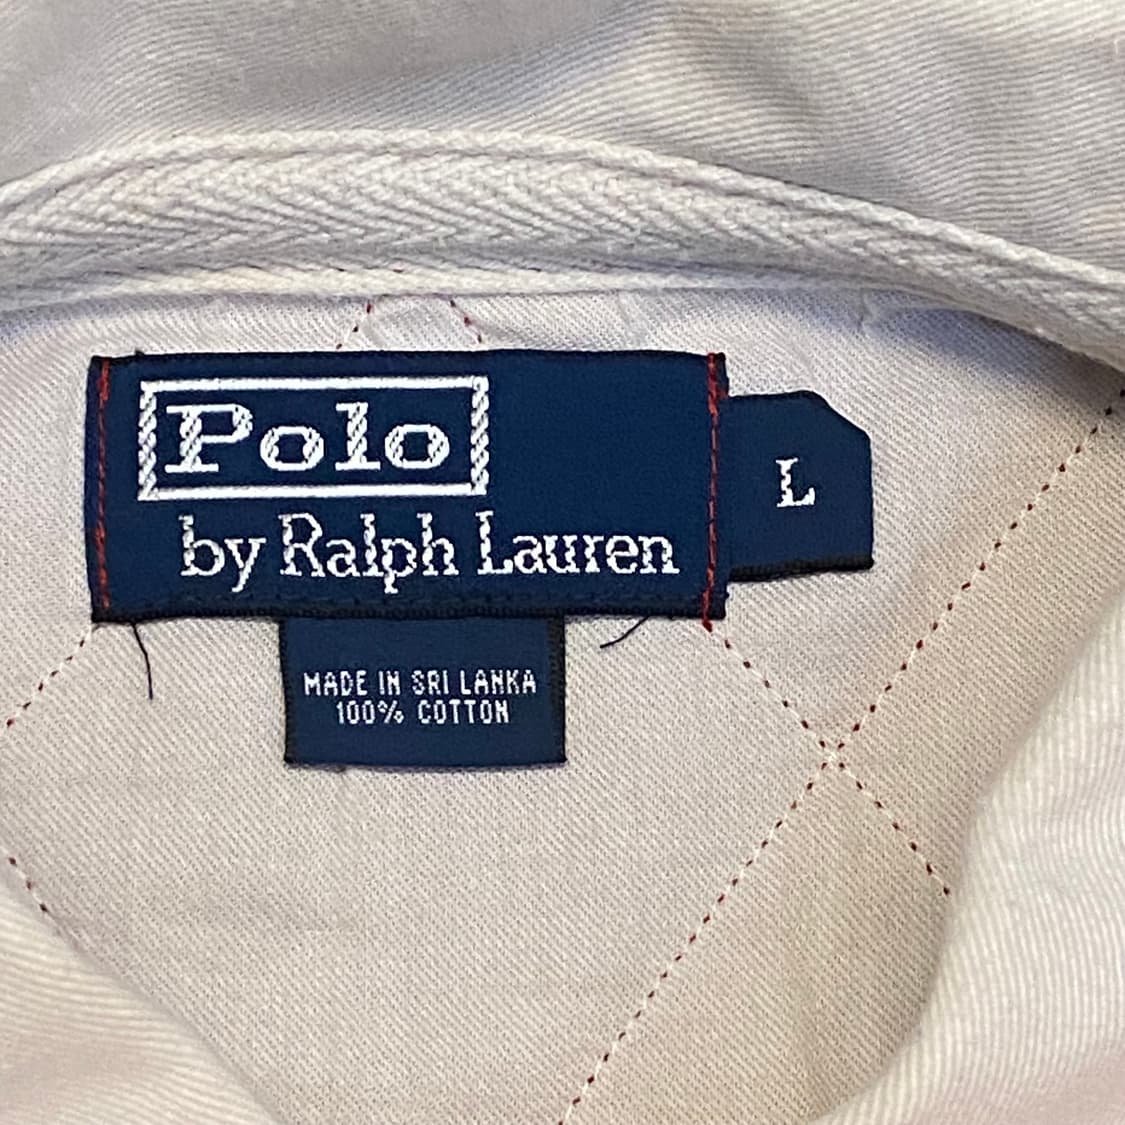 Polo
by Ralph Lauren
L
MADE IN SRI LANKA
100% COTTON